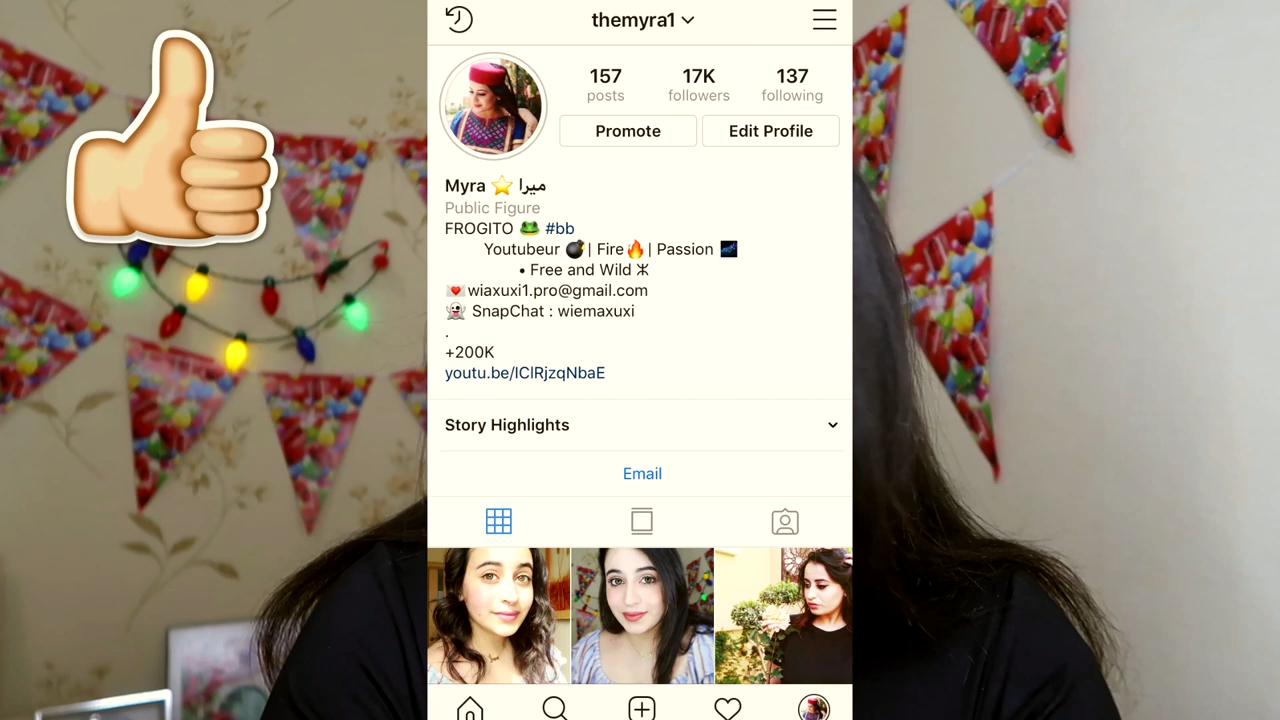 themyra1
157 17K 137
posts followers following
Promote Edit Profile
Myra ⭐ ميرا
Public Figure
FROGITO 🐸 #bb
Youtubeur 💣 | Fire🔥 | Passion 🌌
• Free and Wild Ж
💌 wiaxuxi1.pro@gmail.com
👻 SnapChat : wiemaxuxi
.
+200K
youtu.be/lClRjzqNbaE
Story Highlights
Email